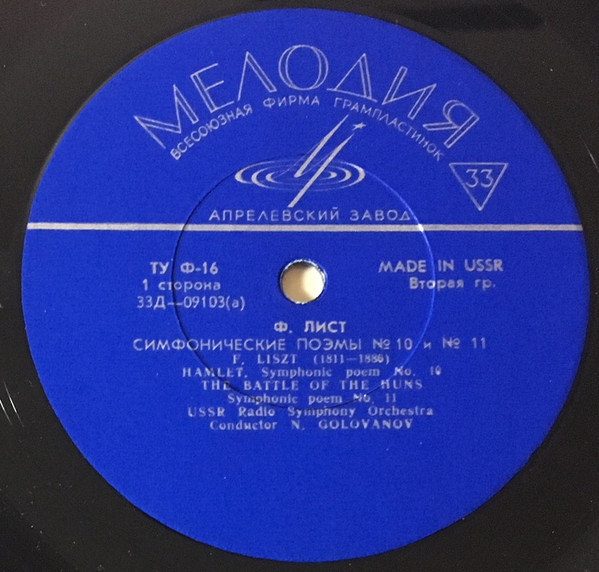 МЕЛОДИЯ
ВСЕСОЮЗНАЯ ФИРМА ГРАМПЛАСТИНОК
33
АПРЕЛЕВСКИЙ ЗАВОД
ТУ Ф-16
MADE IN USSR
1 сторона
Вторая гр.
33Д—09103(а)
Ф. ЛИСТ
СИМФОНИЧЕСКИЕ ПОЭМЫ №10 и № 11
F. LISZT (1811—1886)
HAMLET, Symphonic poem No. 10
THE BATTLE OF THE HUNS
Symphonic poem No. 11
USSR Radio Symphony Orchestra
Conductor N. GOLOVANOV